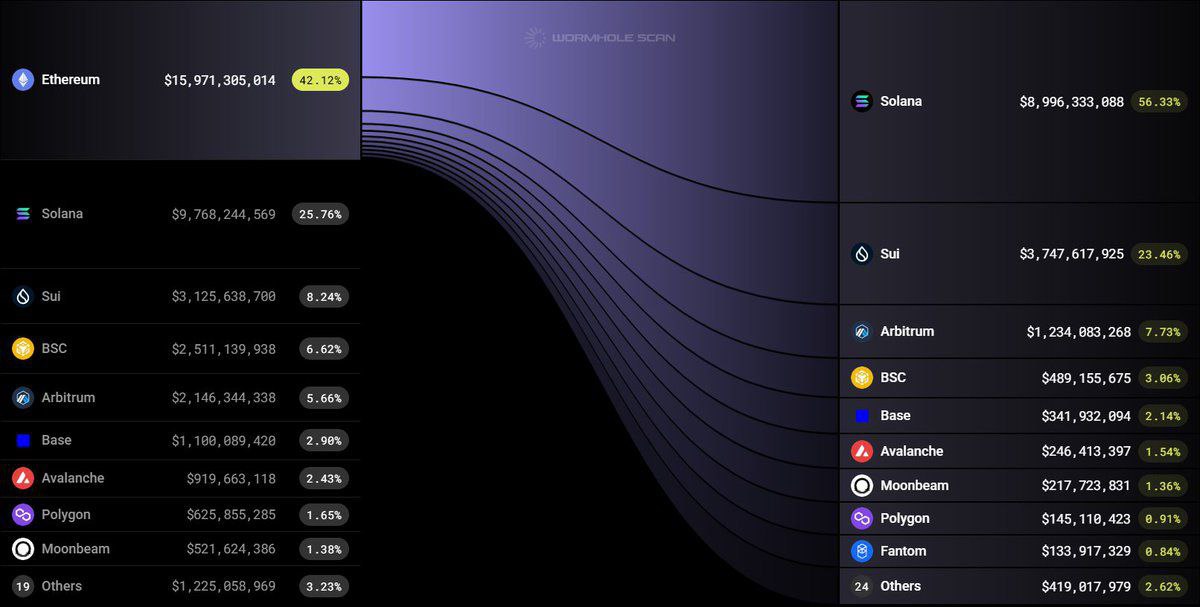 WORMHOLE SCAN
Ethereum $15,971,305,014 42.12%
Solana $9,768,244,569 25.76%
Sui $3,125,638,700 8.24%
BSC $2,511,139,938 6.62%
Arbitrum $2,146,344,338 5.66%
Base $1,100,089,420 2.90%
Avalanche $919,663,118 2.43%
Polygon $625,855,285 1.65%
Moonbeam $521,624,386 1.38%
19 Others $1,225,058,969 3.23%
Solana $8,996,333,088 56.33%
Sui $3,747,617,925 23.46%
Arbitrum $1,234,083,268 7.73%
BSC $489,155,675 3.06%
Base $341,932,094 2.14%
Avalanche $246,413,397 1.54%
Moonbeam $217,723,831 1.36%
Polygon $145,110,423 0.91%
Fantom $133,917,329 0.84%
24 Others $419,017,979 2.62%